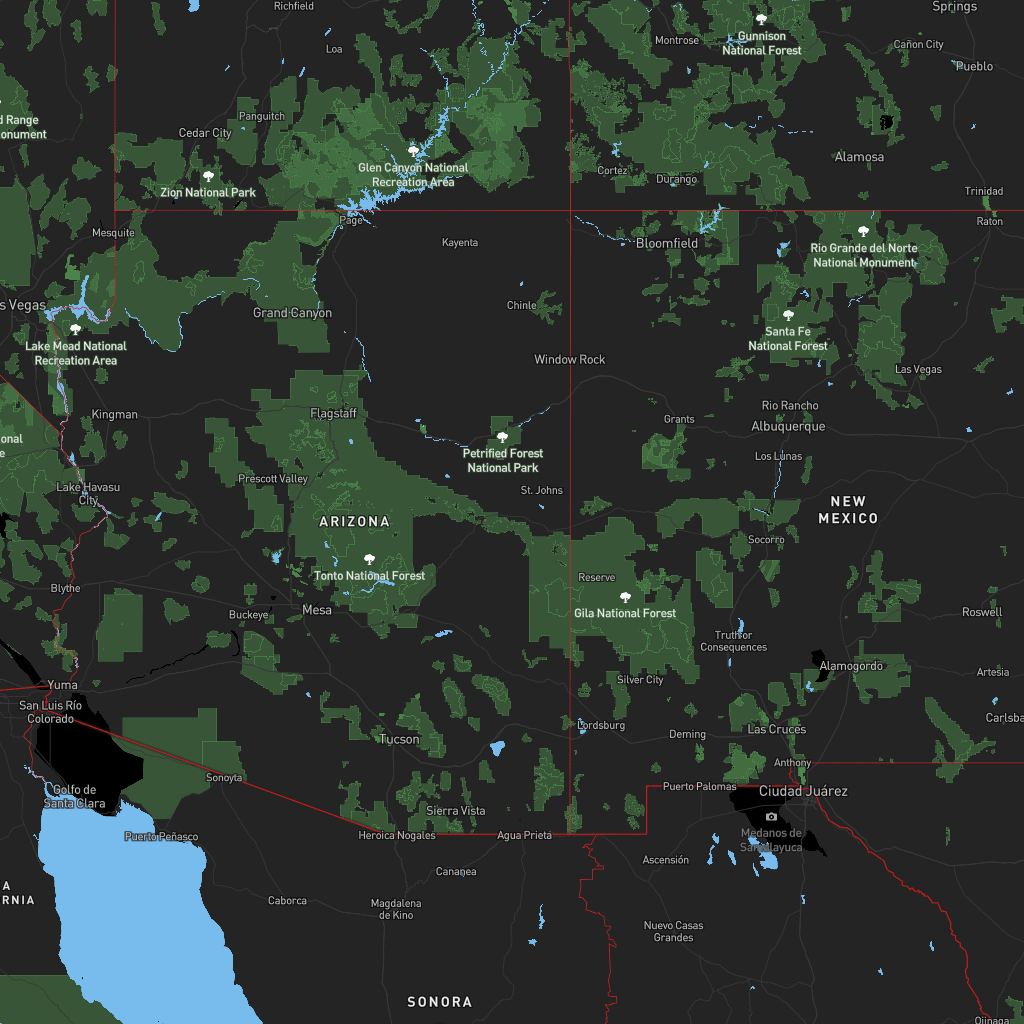 Richfield
Springs
Loa
Montrose
Gunnison
National Forest
Cañon City
Pueblo
d Range
onument
Panguitch
Cedar City
Glen Canyon National
Recreation Area
Zion National Park
Cortez
Durango
Alamosa
Trinidad
Mesquite
Page
Kayenta
Bloomfield
Raton
Rio Grande del Norte
National Monument
s Vegas
Grand Canyon
Chinle
Lake Mead National
Recreation Area
Santa Fe
National Forest
Window Rock
Las Vegas
Kingman
Flagstaff
Grants
Rio Rancho
Albuquerque
onal
e
Petrified Forest
National Park
Los Lunas
Prescott Valley
Lake Havasu
City
St. Johns
ARIZONA
NEW
MEXICO
Socorro
Tonto National Forest
Reserve
Blythe
Buckeye
Mesa
Gila National Forest
Roswell
Truth or
Consequences
Alamogordo
Artesia
Yuma
Silver City
San Luis Río
Colorado
Lordsburg
Carlsba
Tucson
Deming
Las Cruces
Sonoyta
Anthony
Golfo de
Santa Clara
Puerto Palomas
Ciudad Juárez
Sierra Vista
Puerto Peñasco
Heroica Nogales
Agua Prieta
Medanos de
Samalayuca
Ascensión
A
RNIA
Cananea
Caborca
Magdalena
de Kino
Nuevo Casas
Grandes
SONORA
Ojinaga